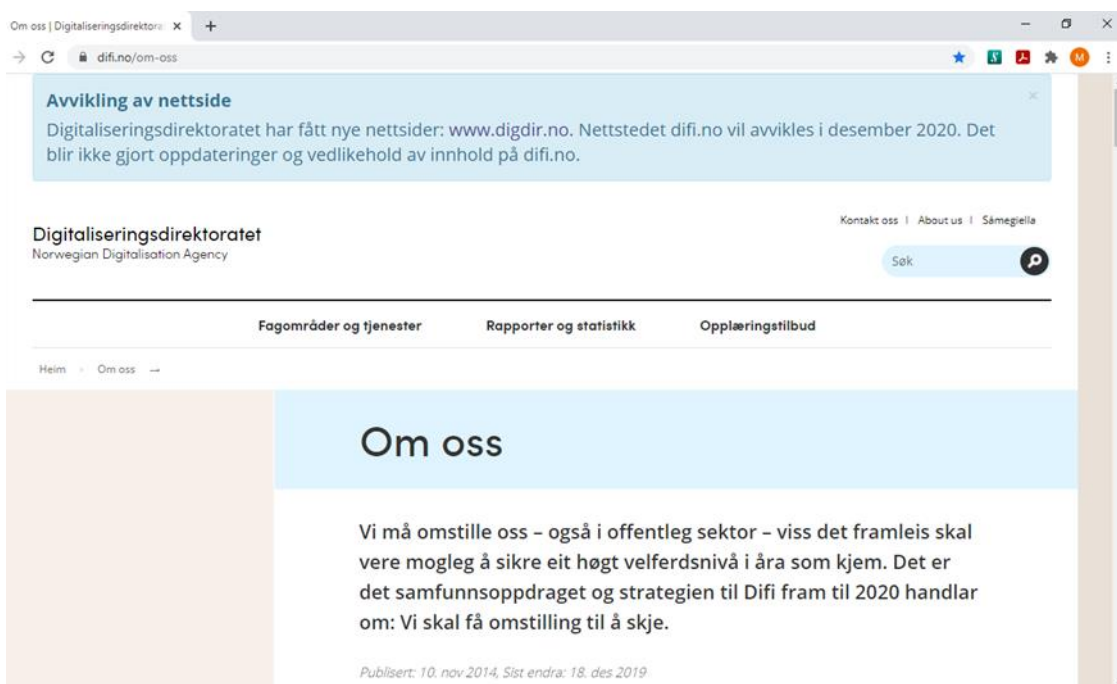 Om oss | Digitaliseringsdirektorat
difi.no/om-oss
M
Avvikling av nettside
Digitaliseringsdirektoratet har fått nye nettsider: www.digdir.no. Nettstedet difi.no vil avvikles i desember 2020. Det
blir ikke gjort oppdateringer og vedlikehold av innhold på difi.no.
Kontakt oss | About us | Sámegiella
Digitaliseringsdirektoratet
Norwegian Digitalisation Agency
Søk
Fagområder og tjenester Rapporter og statistikk Opplæringstilbud
Heim Om oss
Om oss
Vi må omstille oss – også i offentleg sektor – viss det framleis skal
vere mogleg å sikre eit høgt velferdsnivå i åra som kjem. Det er
det samfunnsoppdraget og strategien til Difi fram til 2020 handlar
om: Vi skal få omstilling til å skje.
Publisert: 10. nov 2014, Sist endra: 18. des 2019